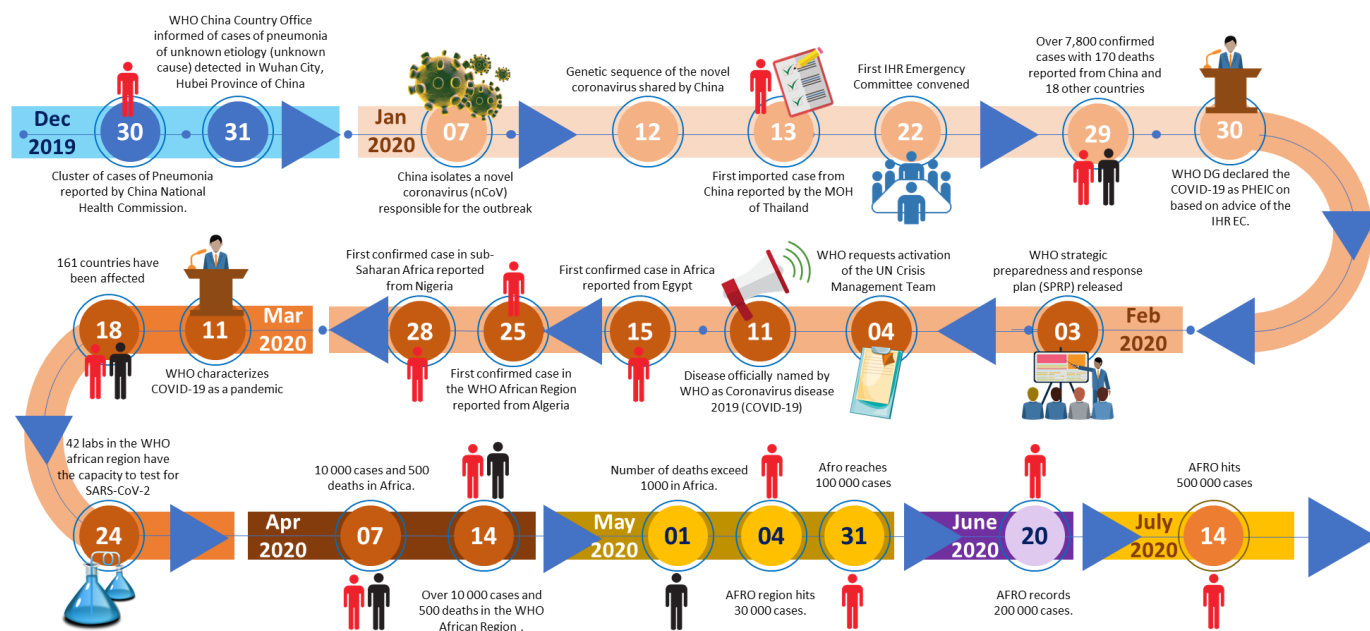 WHO China Country Office
informed of cases of pneumonia
of unknown etiology (unknown
cause) detected in Wuhan City,
Hubei Province of China
Dec
2019
30
31
Cluster of cases of Pneumonia
reported by China National
Health Commission.
Jan
2020
07
China isolates a novel
coronavirus (nCoV)
responsible for the outbreak
Genetic sequence of the novel
coronavirus shared by China
12
13
First imported case from
China reported by the MOH
of Thailand
First IHR Emergency
Committee convened
22
Over 7,800 confirmed
cases with 170 deaths
reported from China and
18 other countries
29
30
WHO DG declared the
COVID-19 as PHEIC on
based on advice of the
IHR EC.
Feb
2020
WHO strategic
preparedness and response
plan (SPRP) released
03
WHO requests activation
of the UN Crisis
Management Team
04
11
Disease officially named by
WHO as Coronavirus disease
2019 (COVID-19)
First confirmed case in Africa
reported from Egypt
15
25
First confirmed case in
the WHO African Region
reported from Algeria
First confirmed case in sub-
Saharan Africa reported
from Nigeria
28
Mar
2020
11
WHO characterizes
COVID-19 as a pandemic
161 countries have
been affected
18
42 labs in the WHO
african region have
the capacity to test for
SARS-CoV-2
24
Apr
2020
10 000 cases and 500
deaths in Africa.
07
14
Over 10 000 cases and
500 deaths in the WHO
African Region .
May
2020
Number of deaths exceed
1000 in Africa.
01
04
AFRO region hits
30 000 cases.
Afro reaches
100 000 cases
31
June
2020
20
AFRO records
200 000 cases.
July
2020
AFRO hits
500 000 cases
14